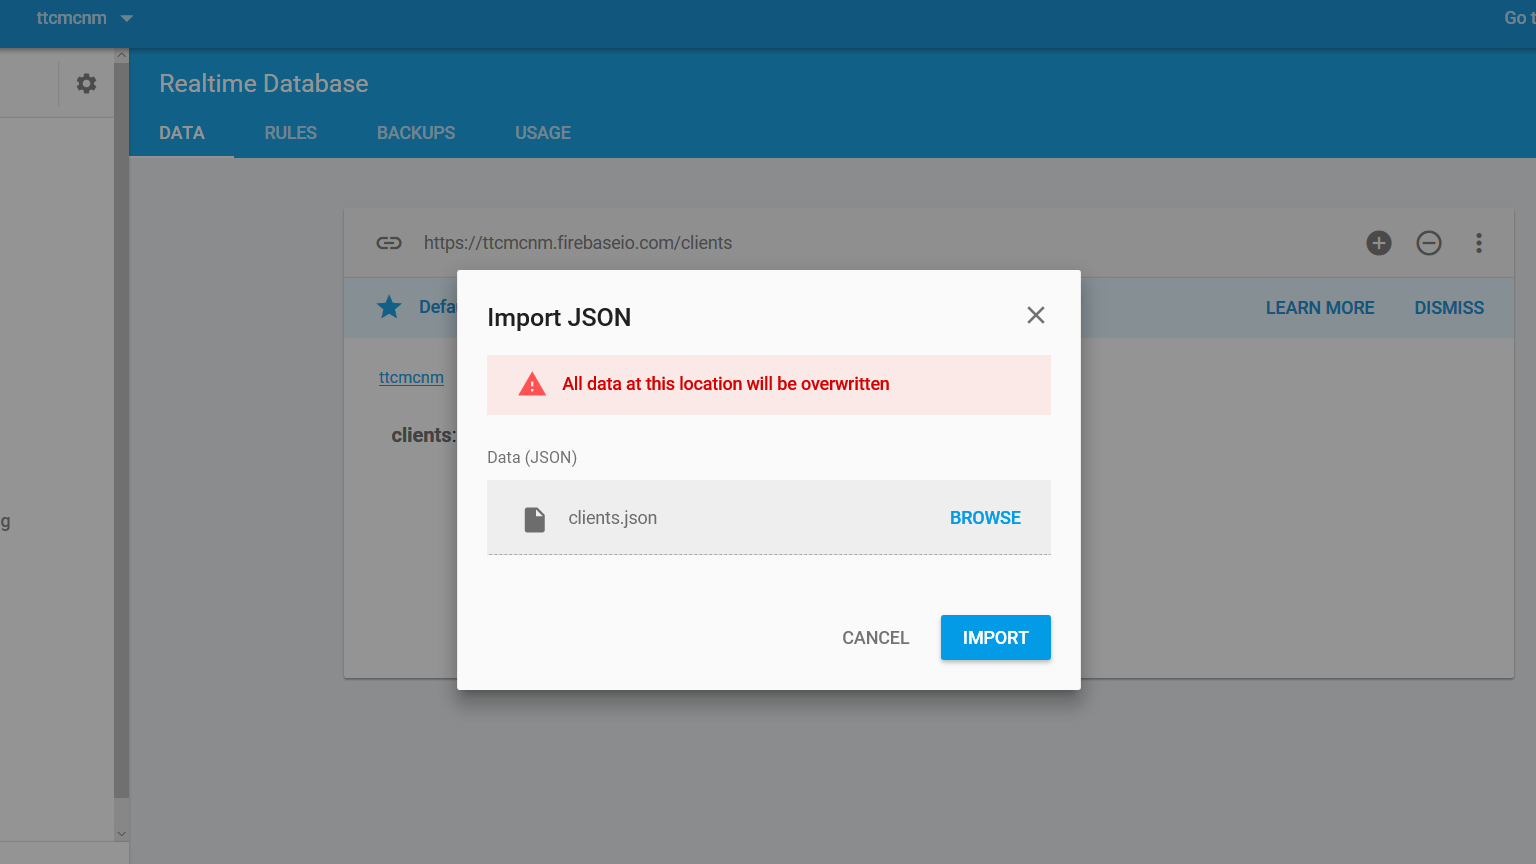 ttcmcnm
Go t
Realtime Database
DATA RULES BACKUPS USAGE
https://ttcmcnm.firebaseio.com/clients
Defa
LEARN MORE DISMISS
ttcmcnm
clients:
g
Import JSON
All data at this location will be overwritten
Data (JSON)
clients.json BROWSE
CANCEL IMPORT